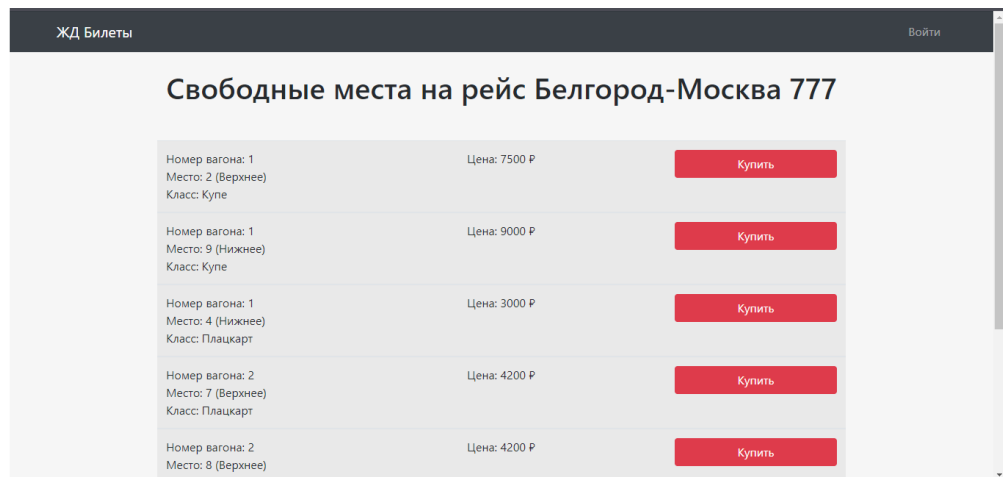 ЖД Билеты
Войти
Свободные места на рейс Белгород-Москва 777
Номер вагона: 1
Цена: 7500 ₽
Купить
Место: 2 (Верхнее)
Класс: Купе
Номер вагона: 1
Цена: 9000 ₽
Купить
Место: 9 (Нижнее)
Класс: Купе
Номер вагона: 1
Цена: 3000 ₽
Купить
Место: 4 (Нижнее)
Класс: Плацкарт
Номер вагона: 2
Цена: 4200 ₽
Купить
Место: 7 (Верхнее)
Класс: Плацкарт
Номер вагона: 2
Цена: 4200 ₽
Купить
Место: 8 (Верхнее)